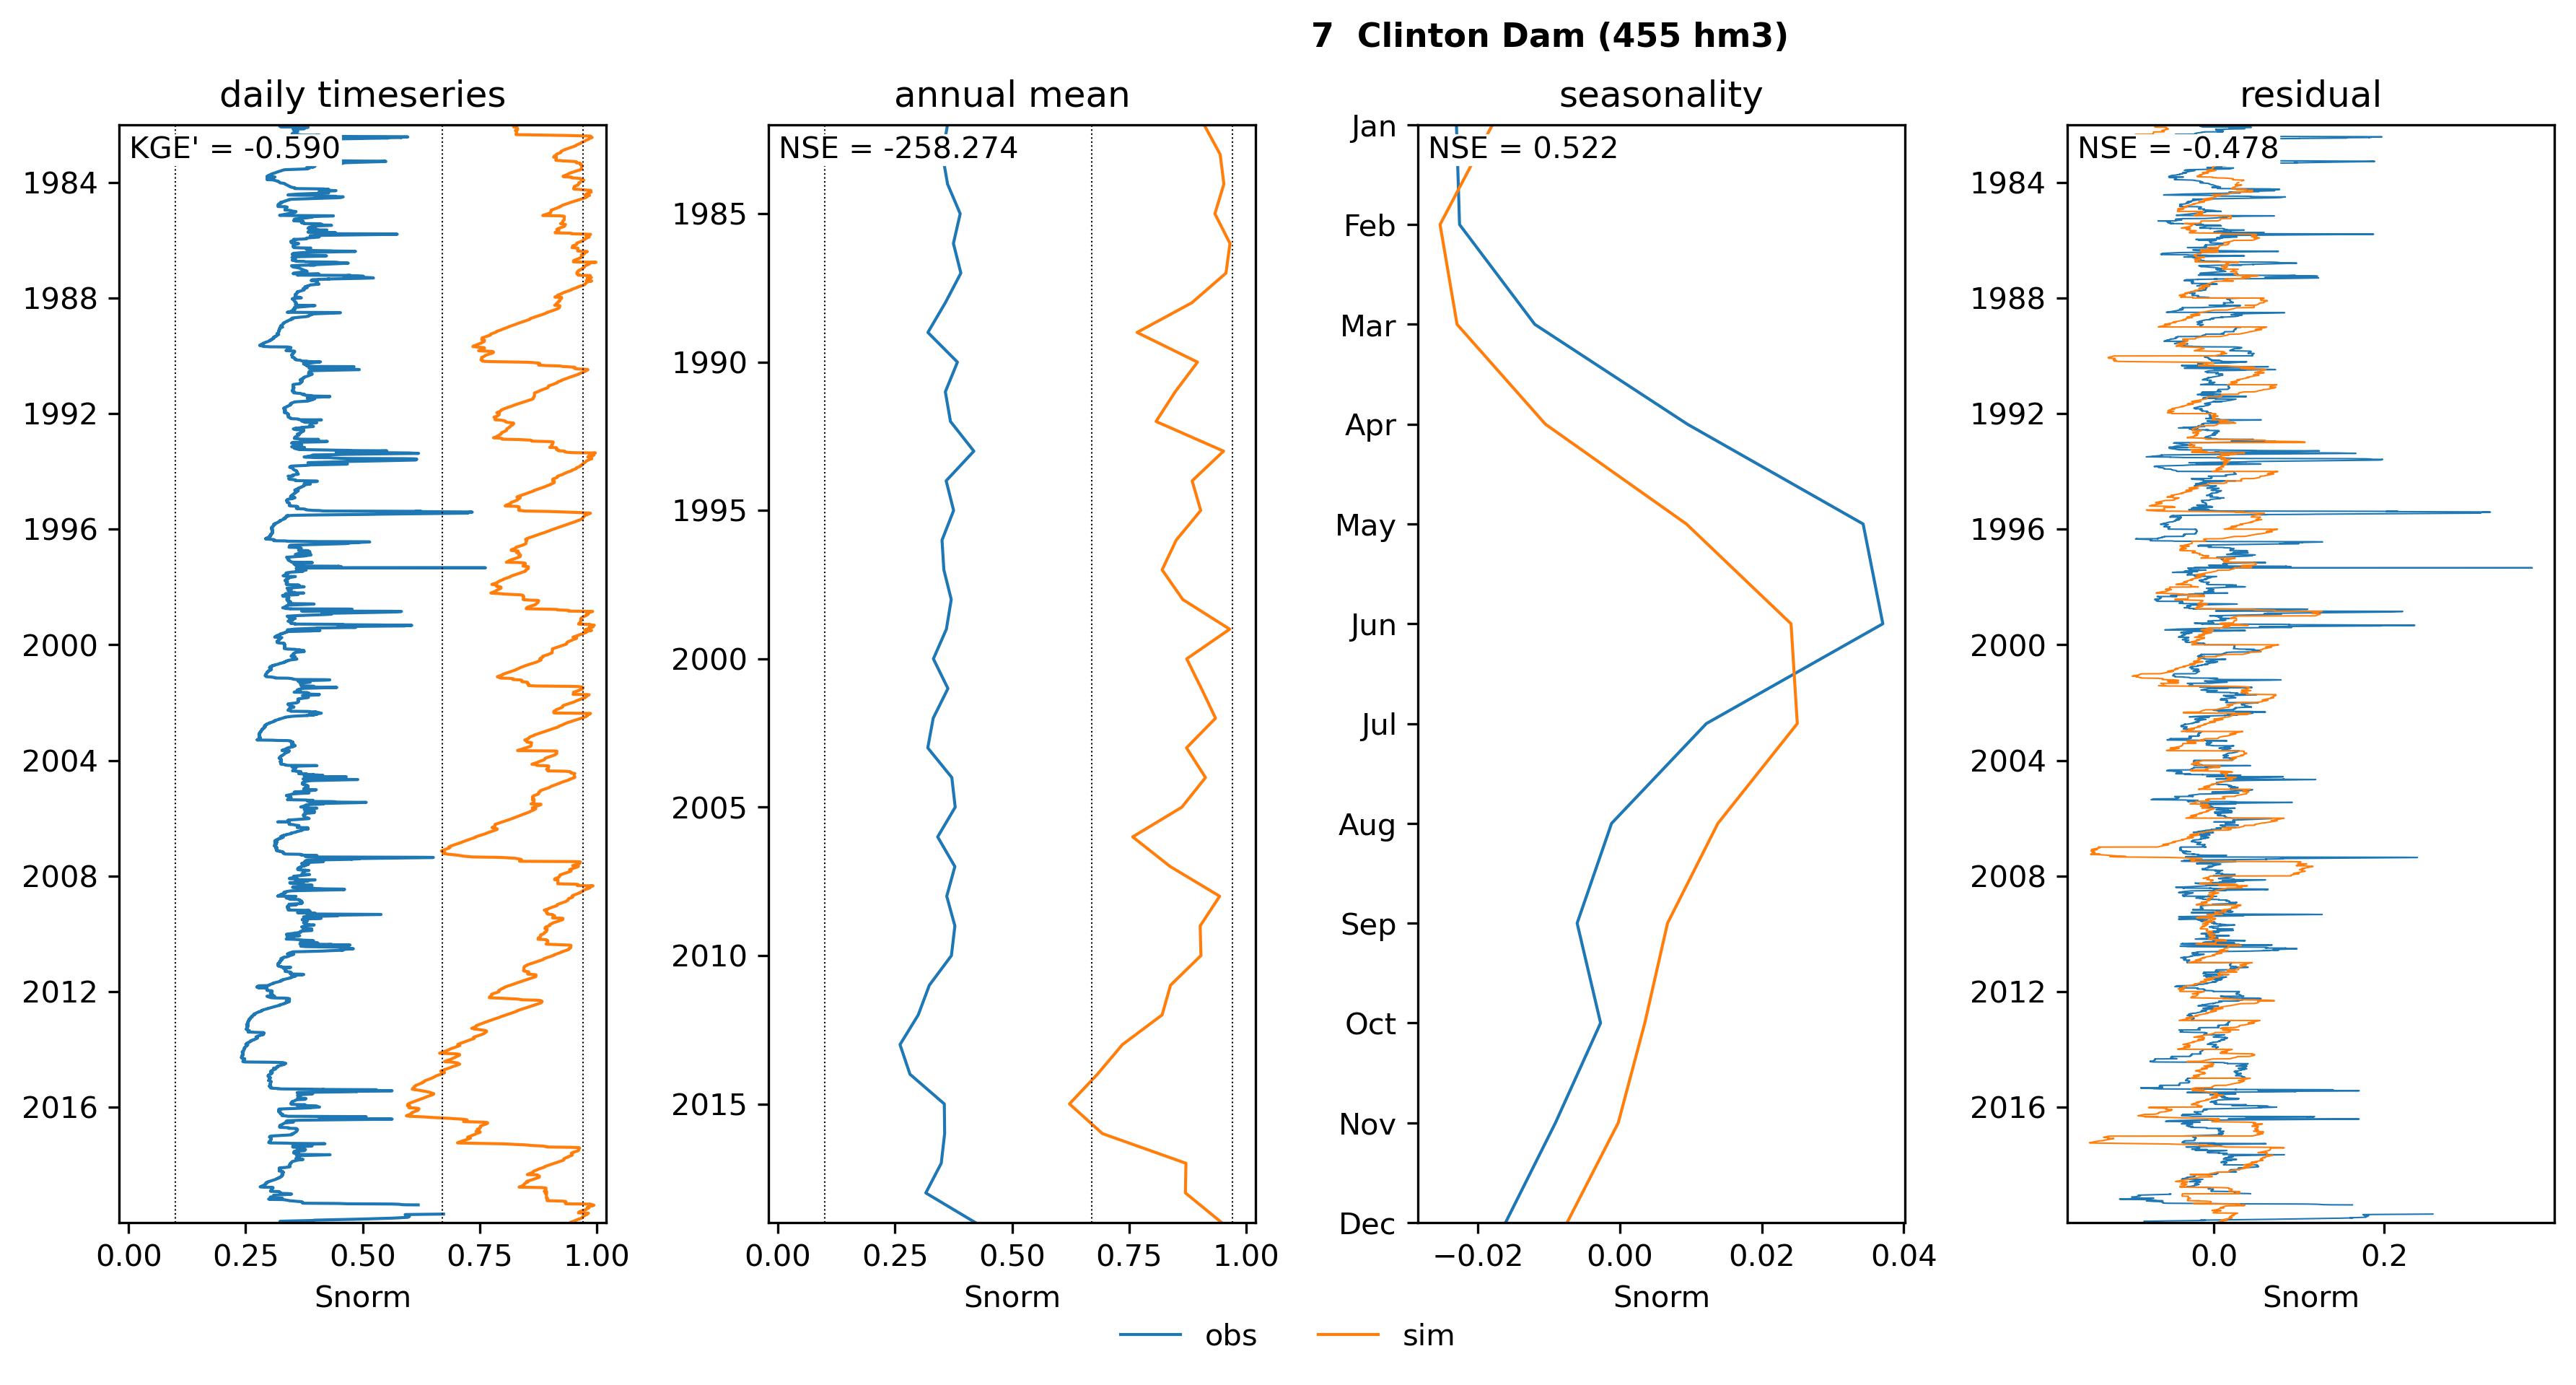 7  Clinton Dam (455 hm3)
daily timeseries
KGE' = -0.590
1984
1988
1992
1996
2000
2004
2008
2012
2016
0.00 0.25 0.50 0.75 1.00
Snorm
annual mean
NSE = -258.274
1985
1990
1995
2000
2005
2010
2015
0.00 0.25 0.50 0.75 1.00
Snorm
seasonality
NSE = 0.522
Jan
Feb
Mar
Apr
May
Jun
Jul
Aug
Sep
Oct
Nov
Dec
−0.02 0.00 0.02 0.04
Snorm
residual
NSE = -0.478
1984
1988
1992
1996
2000
2004
2008
2012
2016
0.0 0.2
Snorm
obs sim